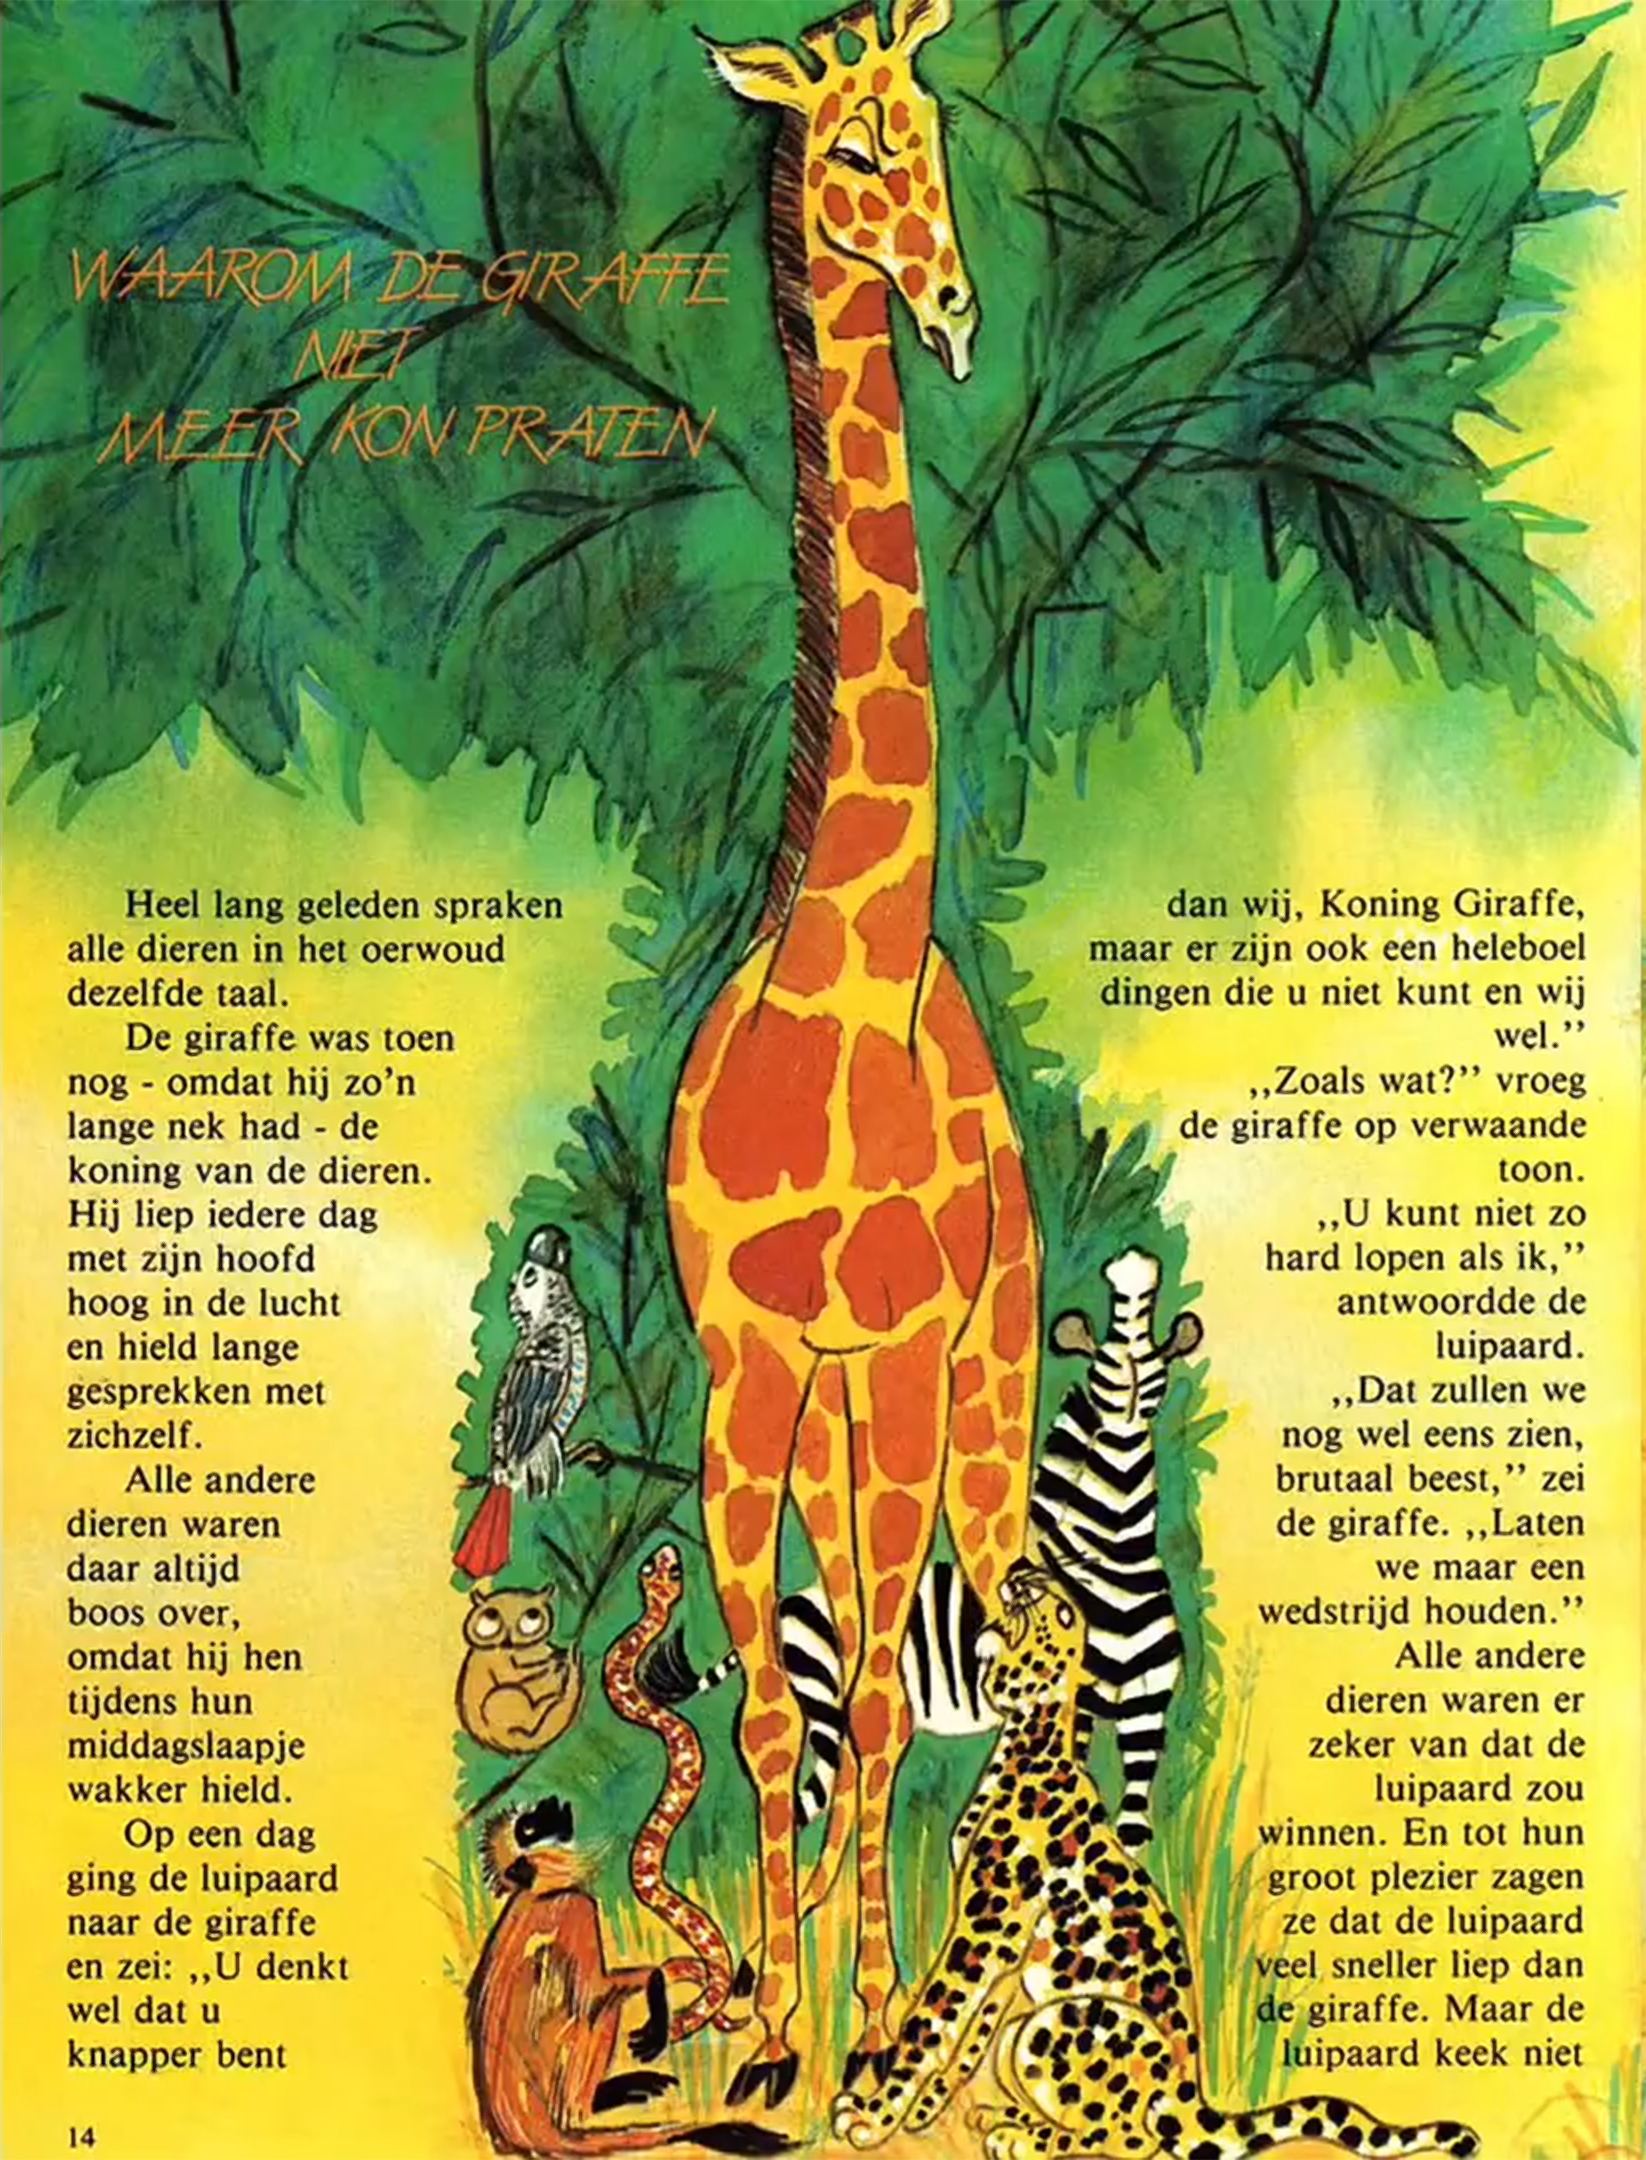 WAAROM DE GIRAFFE
NIET
MEER KON PRATEN
Heel lang geleden spraken
alle dieren in het oerwoud
dezelfde taal.
De giraffe was toen
nog - omdat hij zo'n
lange nek had - de
koning van de dieren.
Hij liep iedere dag
met zijn hoofd
hoog in de lucht
en hield lange
gesprekken met
zichzelf.
Alle andere
dieren waren
daar altijd
boos over,
omdat hij hen
tijdens hun
middagslaapje
wakker hield.
Op een dag
ging de luipaard
naar de giraffe
en zei: ,,U denkt
wel dat u
knapper bent
dan wij, Koning Giraffe,
maar er zijn ook een heleboel
dingen die u niet kunt en wij
wel.''
,,Zoals wat?'' vroeg
de giraffe op verwaande
toon.
,,U kunt niet zo
hard lopen als ik,''
antwoordde de
luipaard.
,,Dat zullen we
nog wel eens zien,
brutaal beest,'' zei
de giraffe. ,,Laten
we maar een
wedstrijd houden.''
Alle andere
dieren waren er
zeker van dat de
luipaard zou
winnen. En tot hun
groot plezier zagen
ze dat de luipaard
veel sneller liep dan
de giraffe. Maar de
luipaard keek niet
14